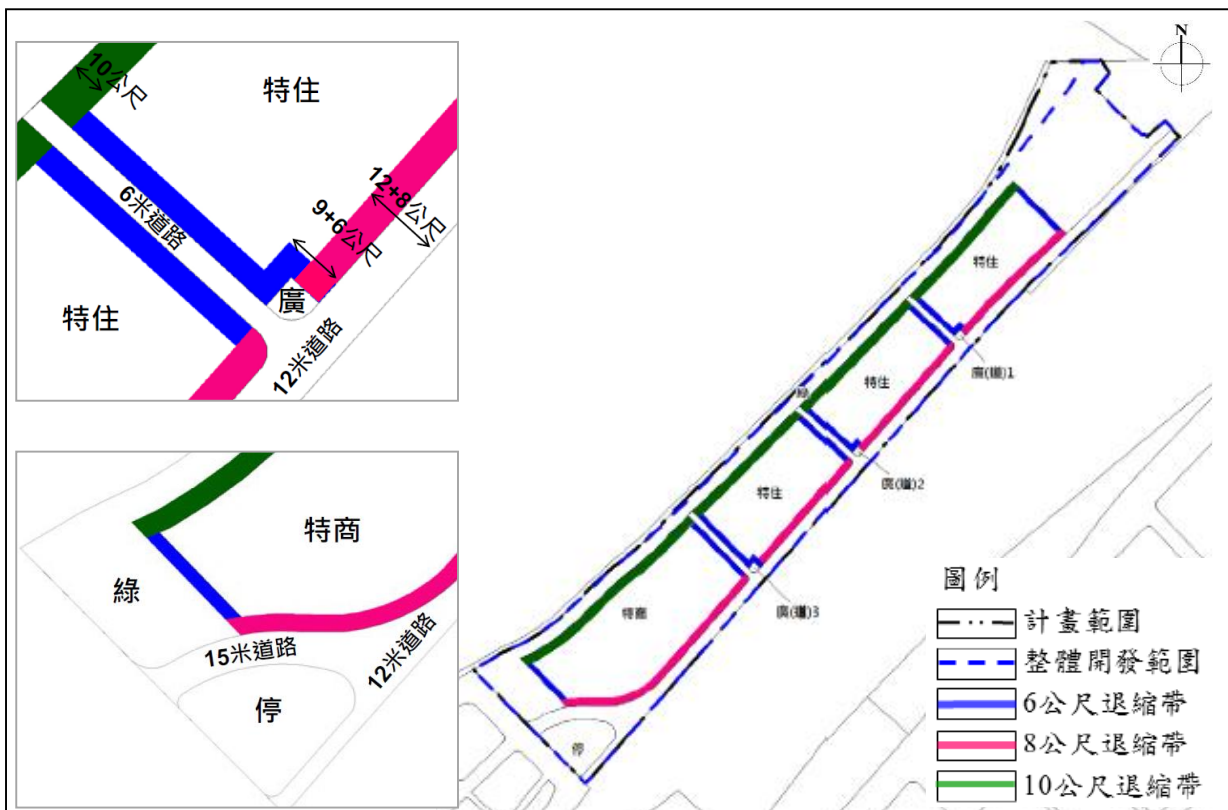 10公尺
特住
6米道路
9+6公尺
12+8公尺
廣
特住
12米道路
特商
綠
15米道路
12米道路
停
N
特住
廣(道)1
特住
綠
廣(道)2
特住
廣(道)3
特商
停
圖例
計畫範圍
整體開發範圍
6公尺退縮帶
8公尺退縮帶
10公尺退縮帶